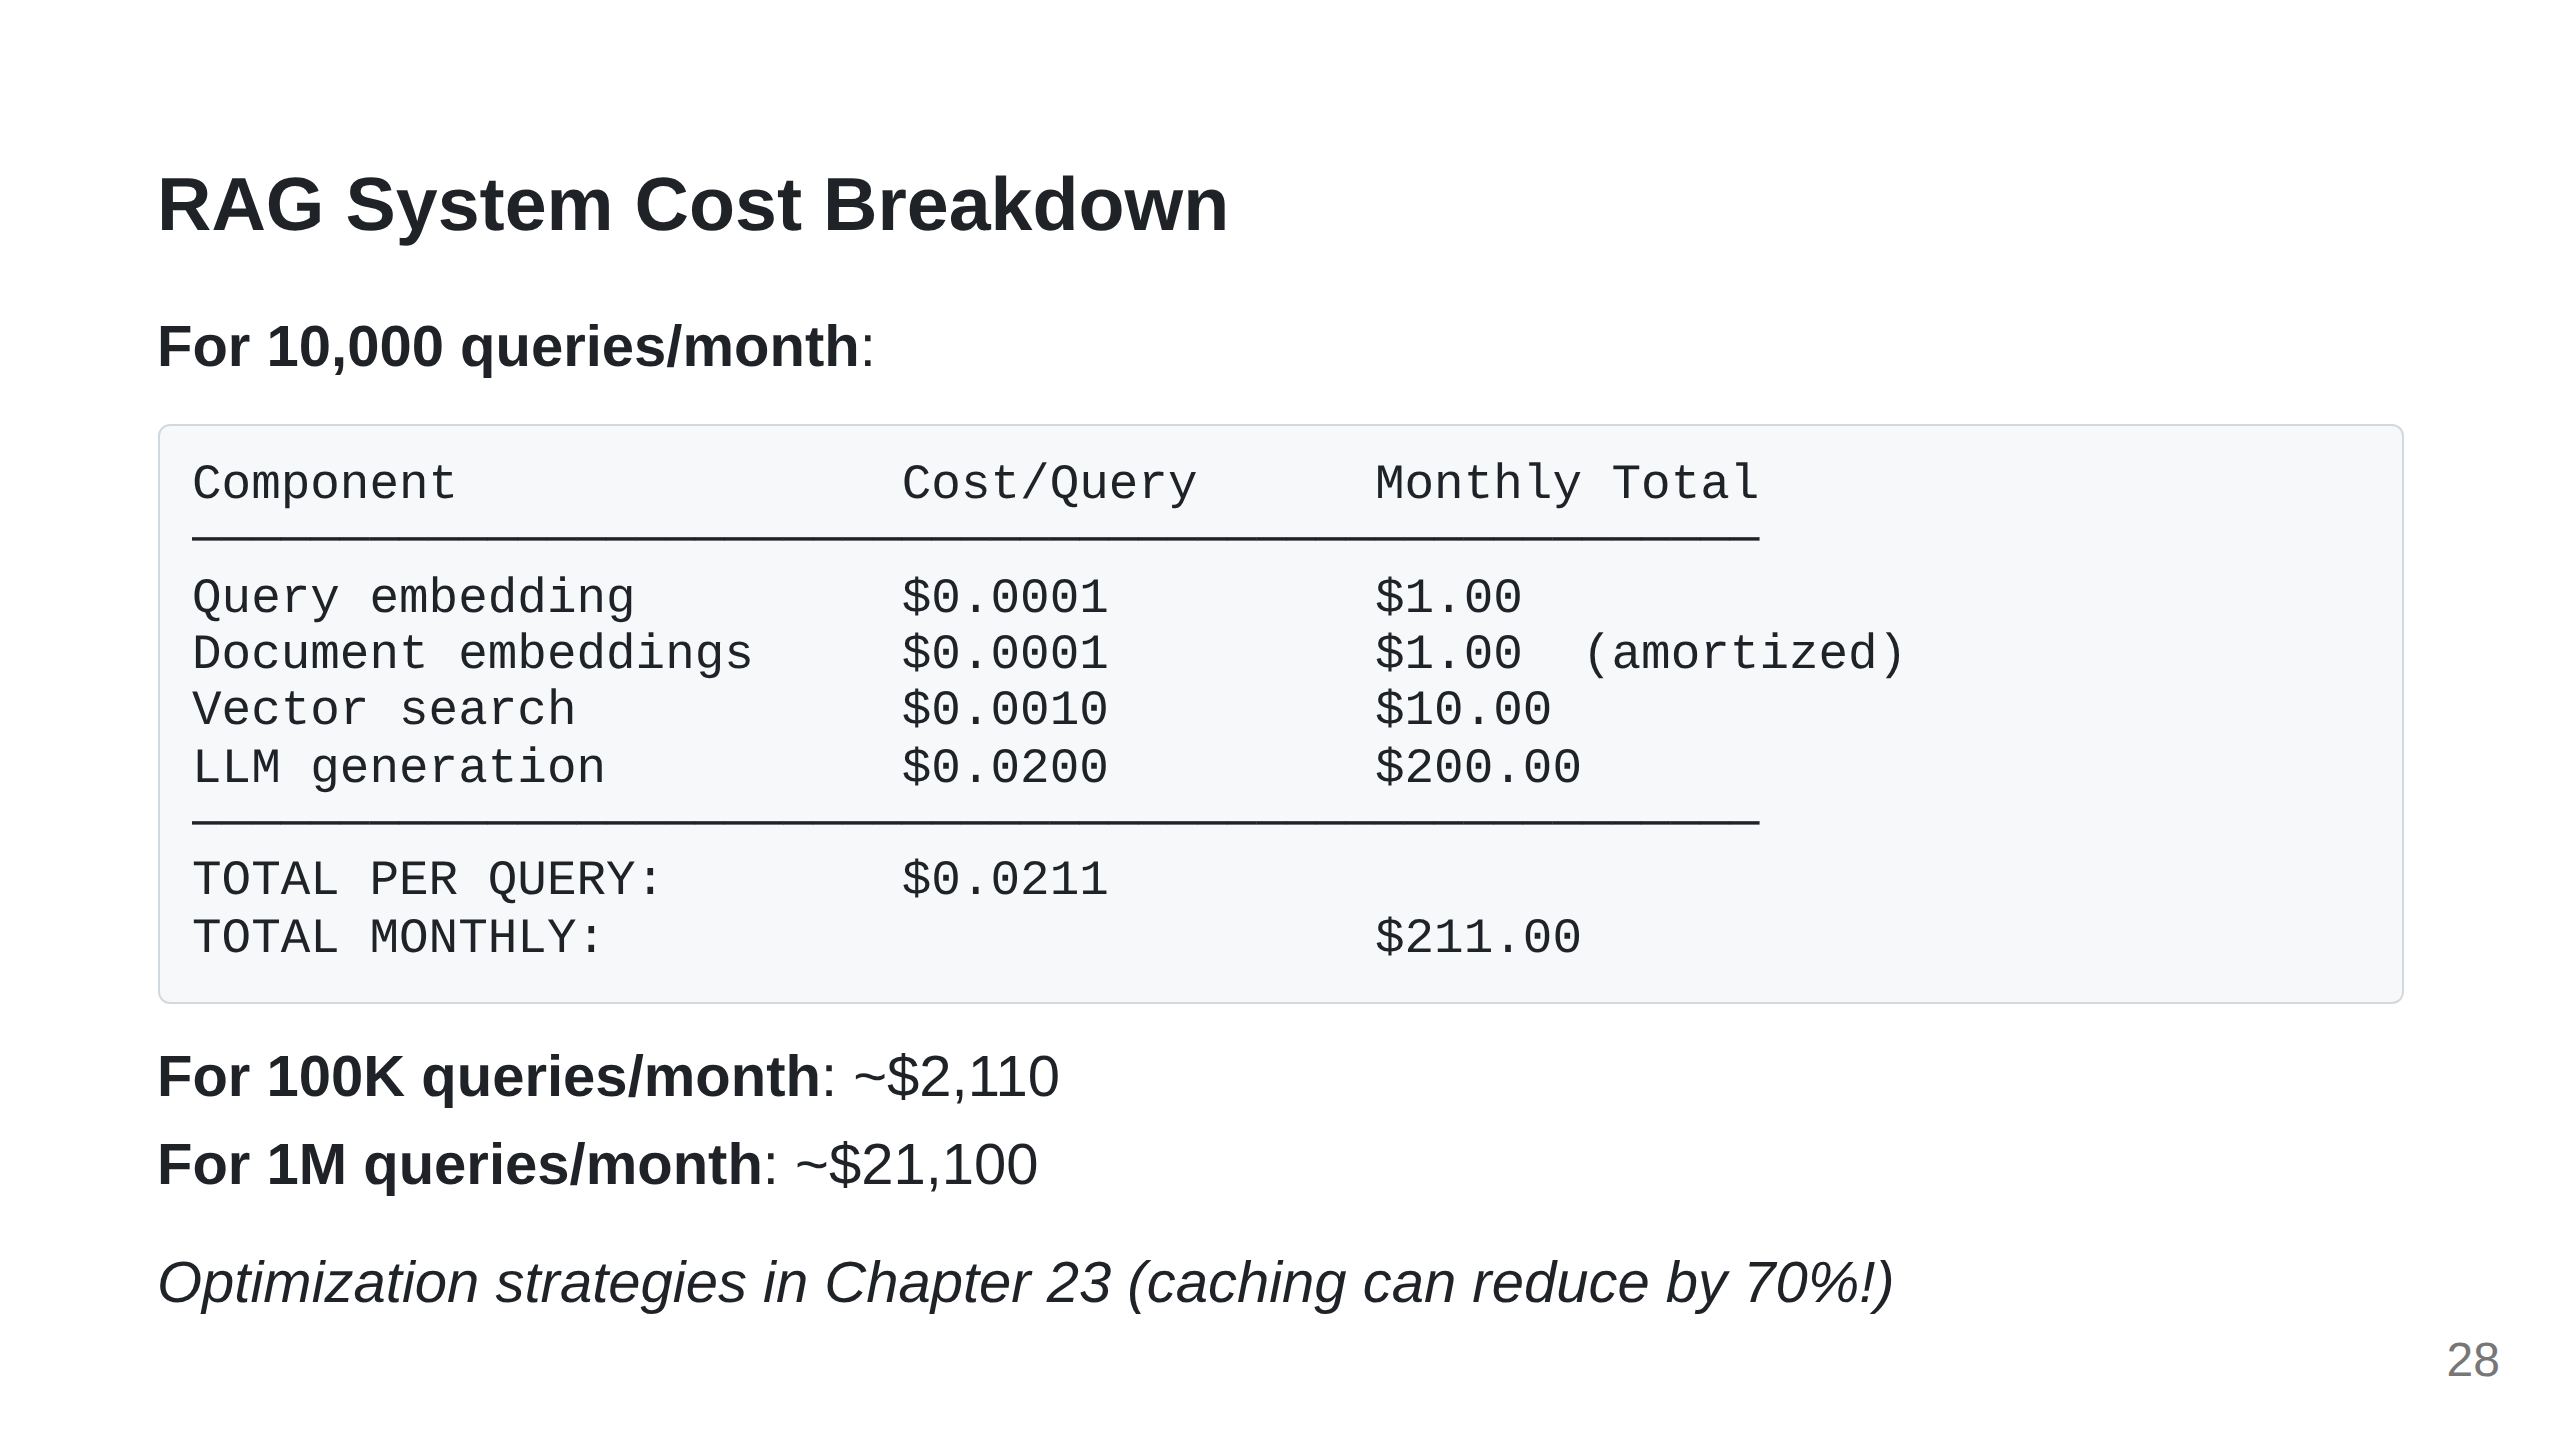 RAG System Cost Breakdown
For 10,000 queries/month:
Component Cost/Query Monthly Total
Query embedding $0.0001 $1.00
Document embeddings $0.0001 $1.00 (amortized)
Vector search $0.0010 $10.00
LLM generation $0.0200 $200.00
TOTAL PER QUERY: $0.0211
TOTAL MONTHLY: $211.00
For 100K queries/month: ~$2,110
For 1M queries/month: ~$21,100
Optimization strategies in Chapter 23 (caching can reduce by 70%!)
28